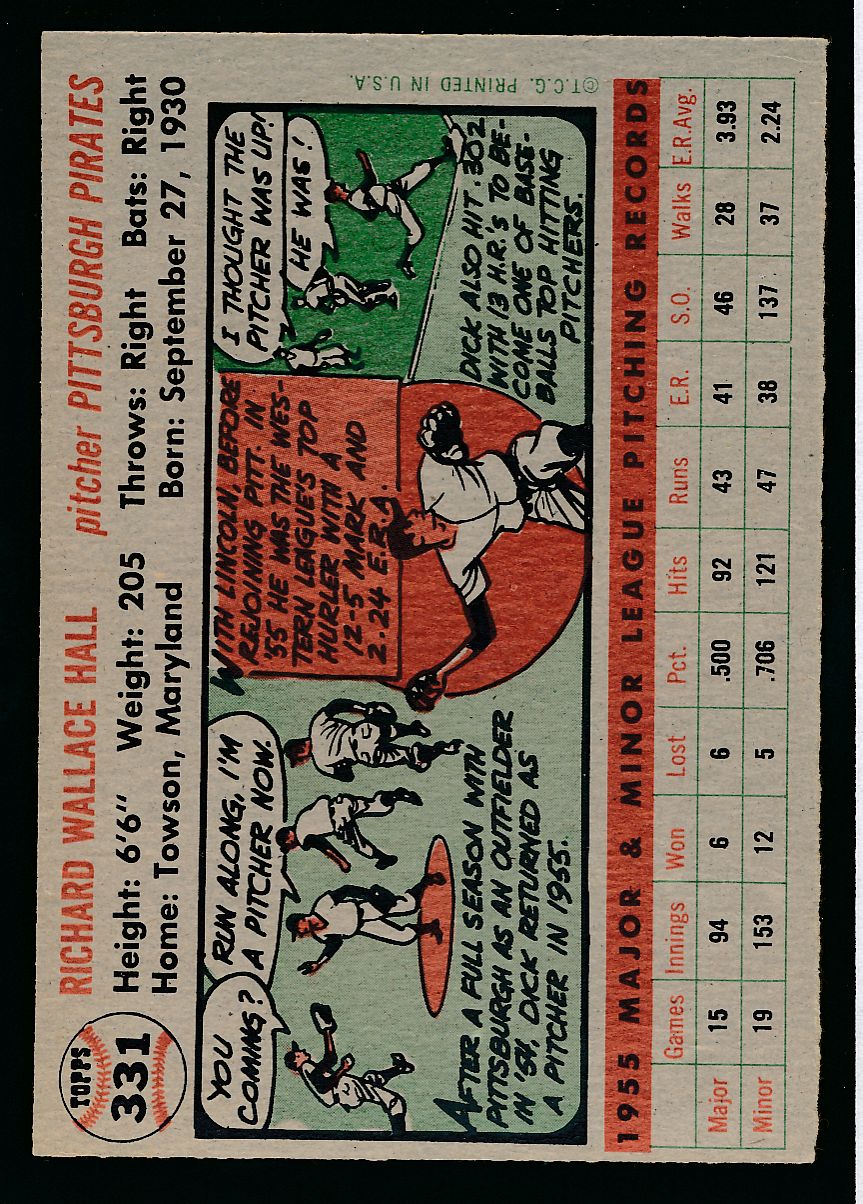 TOPPS
331
RICHARD WALLACE HALL pitcher PITTSBURGH PIRATES
Height: 6'6" Weight: 205 Throws: Right Bats: Right
Home: Towson, Maryland Born: September 27, 1930
YOU
COMING?
RUN ALONG, I'M
A PITCHER NOW.
AFTER A FULL SEASON WITH
PITTSBURGH AS AN OUTFIELDER
IN '54, DICK RETURNED AS
A PITCHER IN 1955.
WITH LINCOLN, BEFORE
REJOINING PITT. IN
'55 HE WAS THE WES-
TERN LEAGUE'S TOP
HURLER WITH A
12-5 MARK AND
2.24 E.R.A.
I THOUGHT THE
PITCHER WAS UP!
HE WAS!
DICK ALSO HIT .302
WITH 13 H.R.'S TO BE-
COME ONE OF BASE-
BALLS TOP HITTING
PITCHERS.
©T.C.G. PRINTED IN U.S.A.
1955 MAJOR & MINOR LEAGUE PITCHING RECORDS
Games Innings Won Lost Pct. Hits Runs E.R. S.O. Walks E.R.Avg.
Major 15 94 6 6 .500 92 43 41 46 28 3.93
Minor 19 153 12 5 .706 121 47 38 137 37 2.24